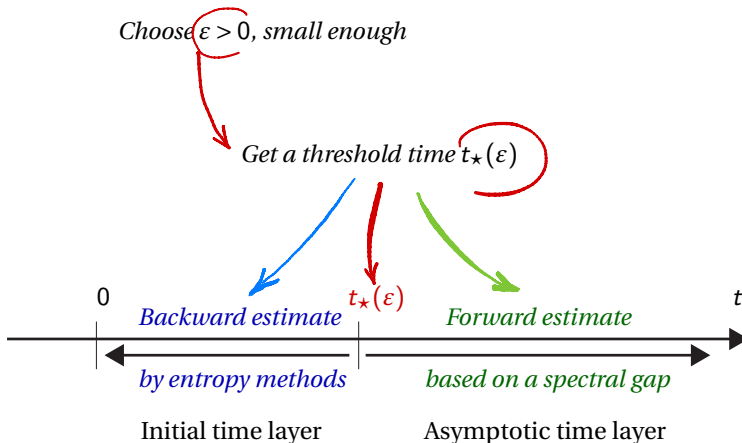 Choose ε > 0, small enough
Get a threshold time t⋆(ε)
0 t⋆(ε) t
Backward estimate Forward estimate
by entropy methods based on a spectral gap
Initial time layer Asymptotic time layer